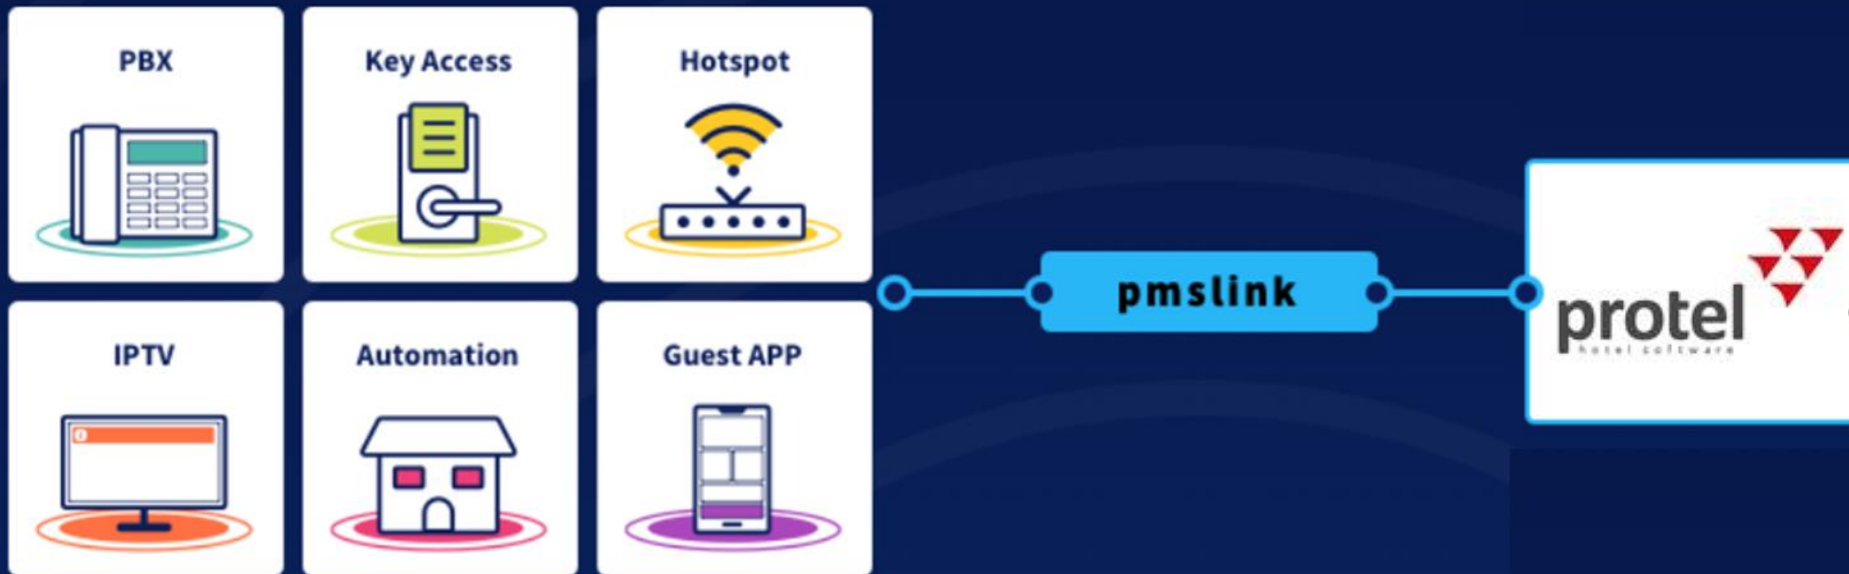 PBX
Key Access
Hotspot
IPTV
Automation
Guest APP
pmslink
protel
hotel software